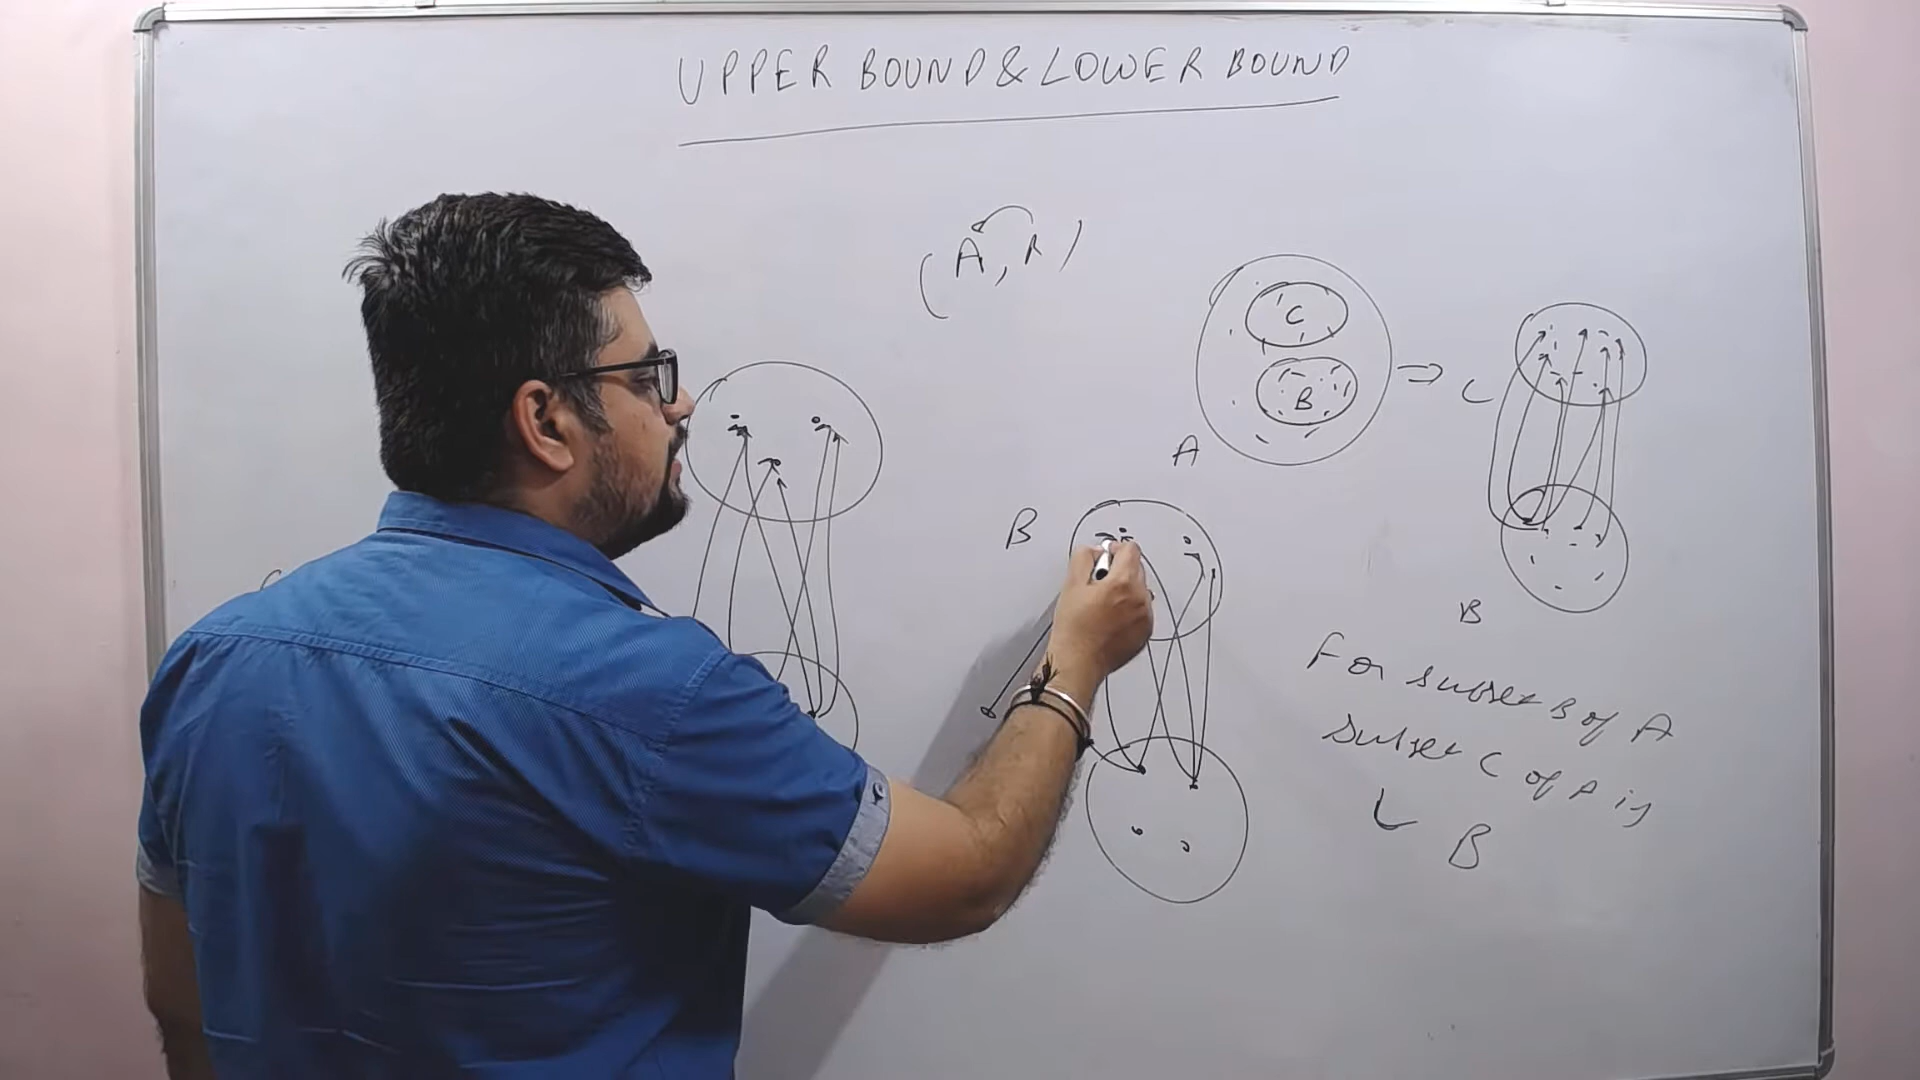 UPPER BOUND & LOWER BOUND
(A, R)
C
B
A
C
B
B
For subset B of A
subset C of A is
L
B